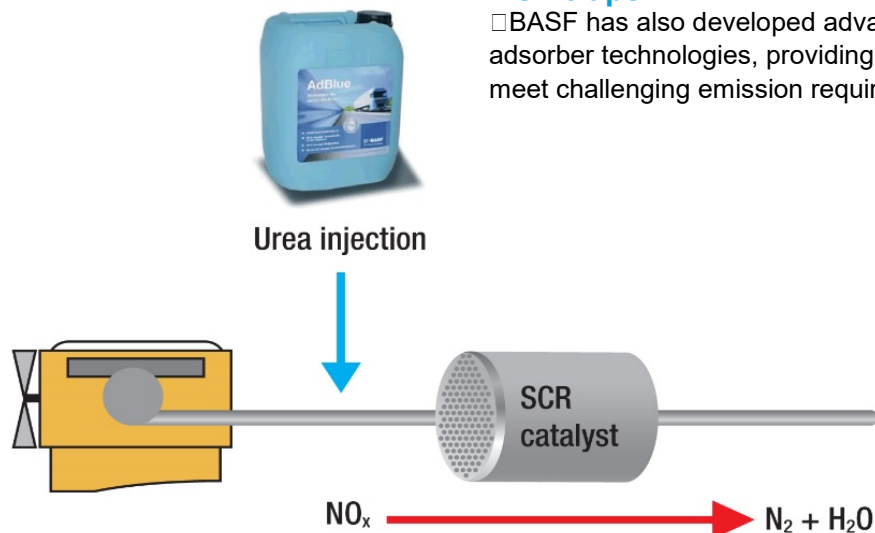 □BASF has also developed adva
adsorber technologies, providing
meet challenging emission requir
AdBlue
BASF
Urea injection
SCR
catalyst
NOₓ
N₂ + H₂O